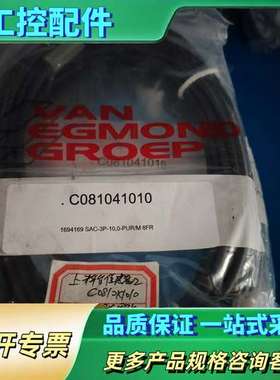 工控配件
VAN
EGMOND
GROEP
C081041010
. C081041010
1694169 SAC-3P-10,0-PUR/M 8FR
C081041010
开专票
品质保证 一站式采
更多产品规格咨询客